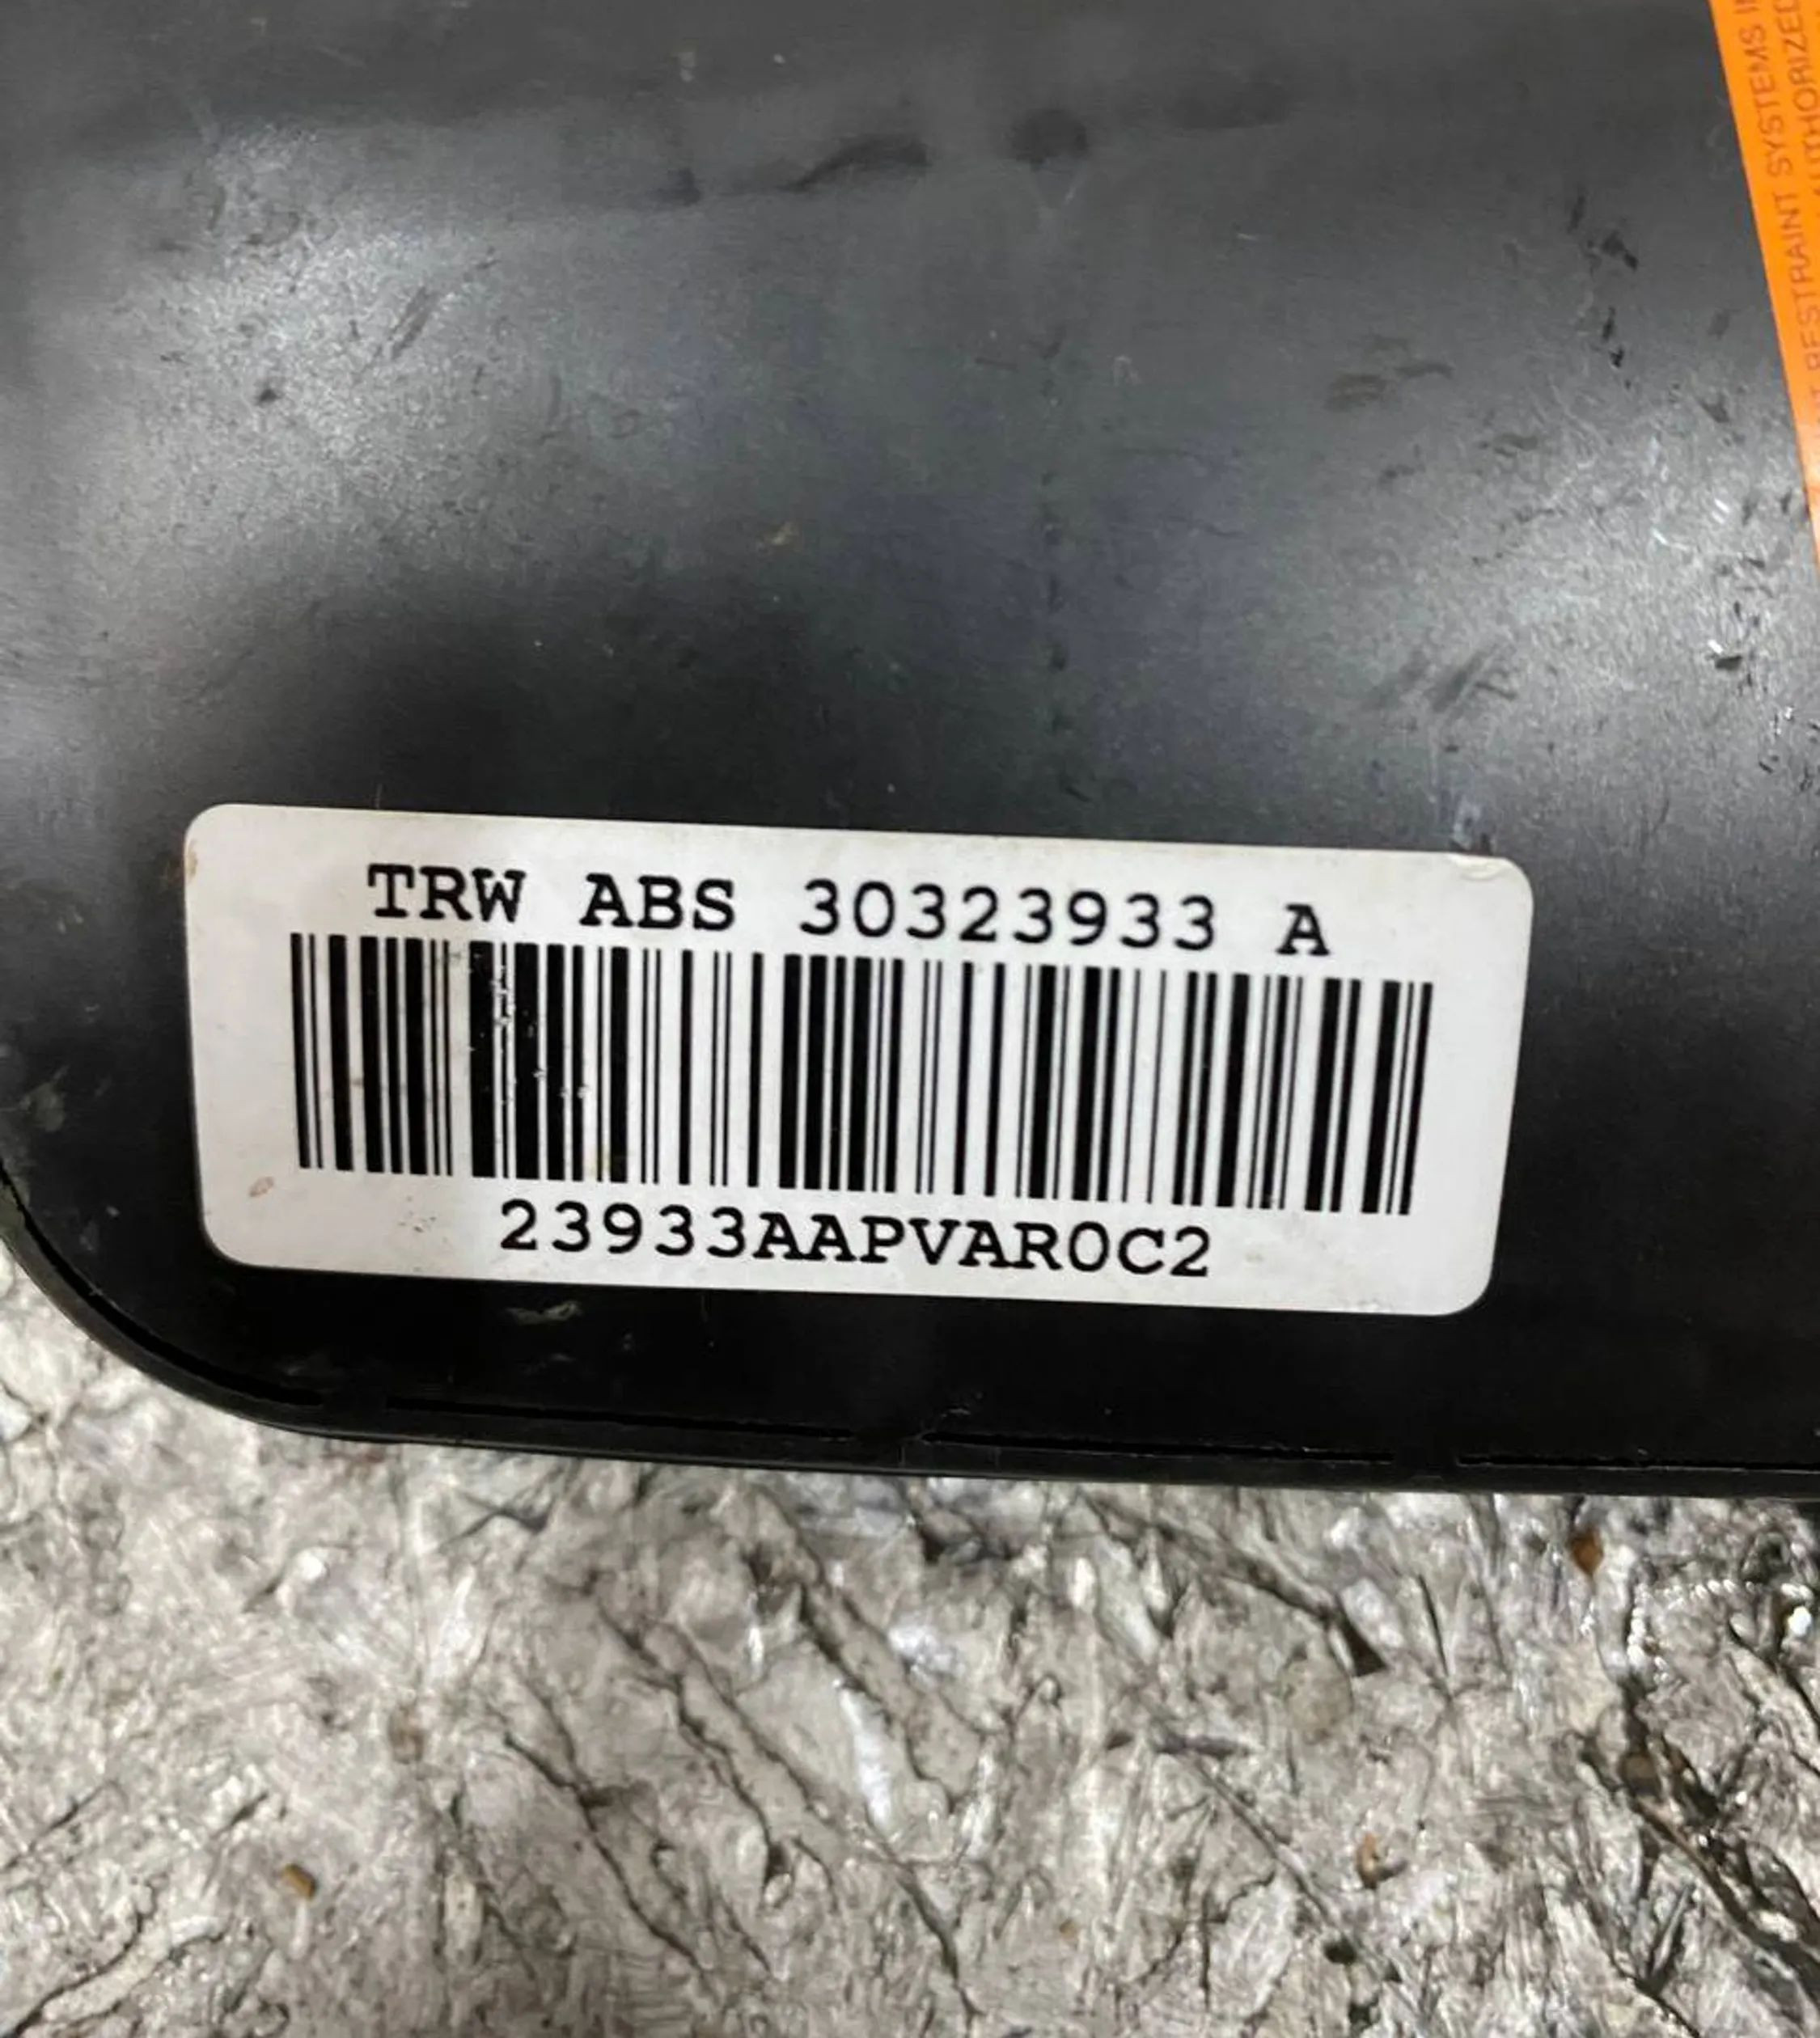 TRW ABS 30323933 A
23933AAPVAR0C2
RESTRAINT SYSTEMS
AUTHORIZED